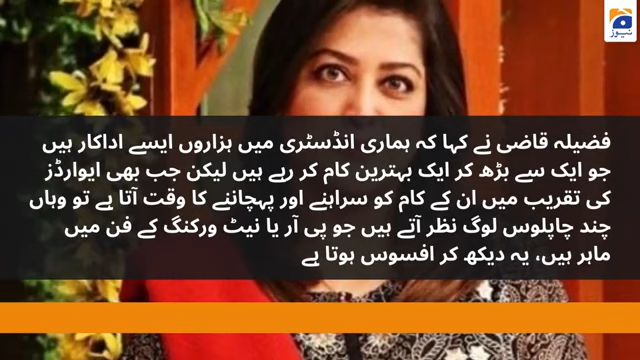 جیو
نیوز
فضیلہ قاضی نے کہا کہ ہماری انڈسٹری میں ہزاروں ایسے اداکار ہیں
جو ایک سے بڑھ کر ایک بہترین کام کر رہے ہیں لیکن جب بھی ایوارڈز
کی تقریب میں ان کے کام کو سراہنے اور پہچاننے کا وقت آتا ہے تو وہاں
چند چاپلوس لوگ نظر آتے ہیں جو پی آر یا نیٹ ورکنگ کے فن میں
ماہر ہیں، یہ دیکھ کر افسوس ہوتا ہے